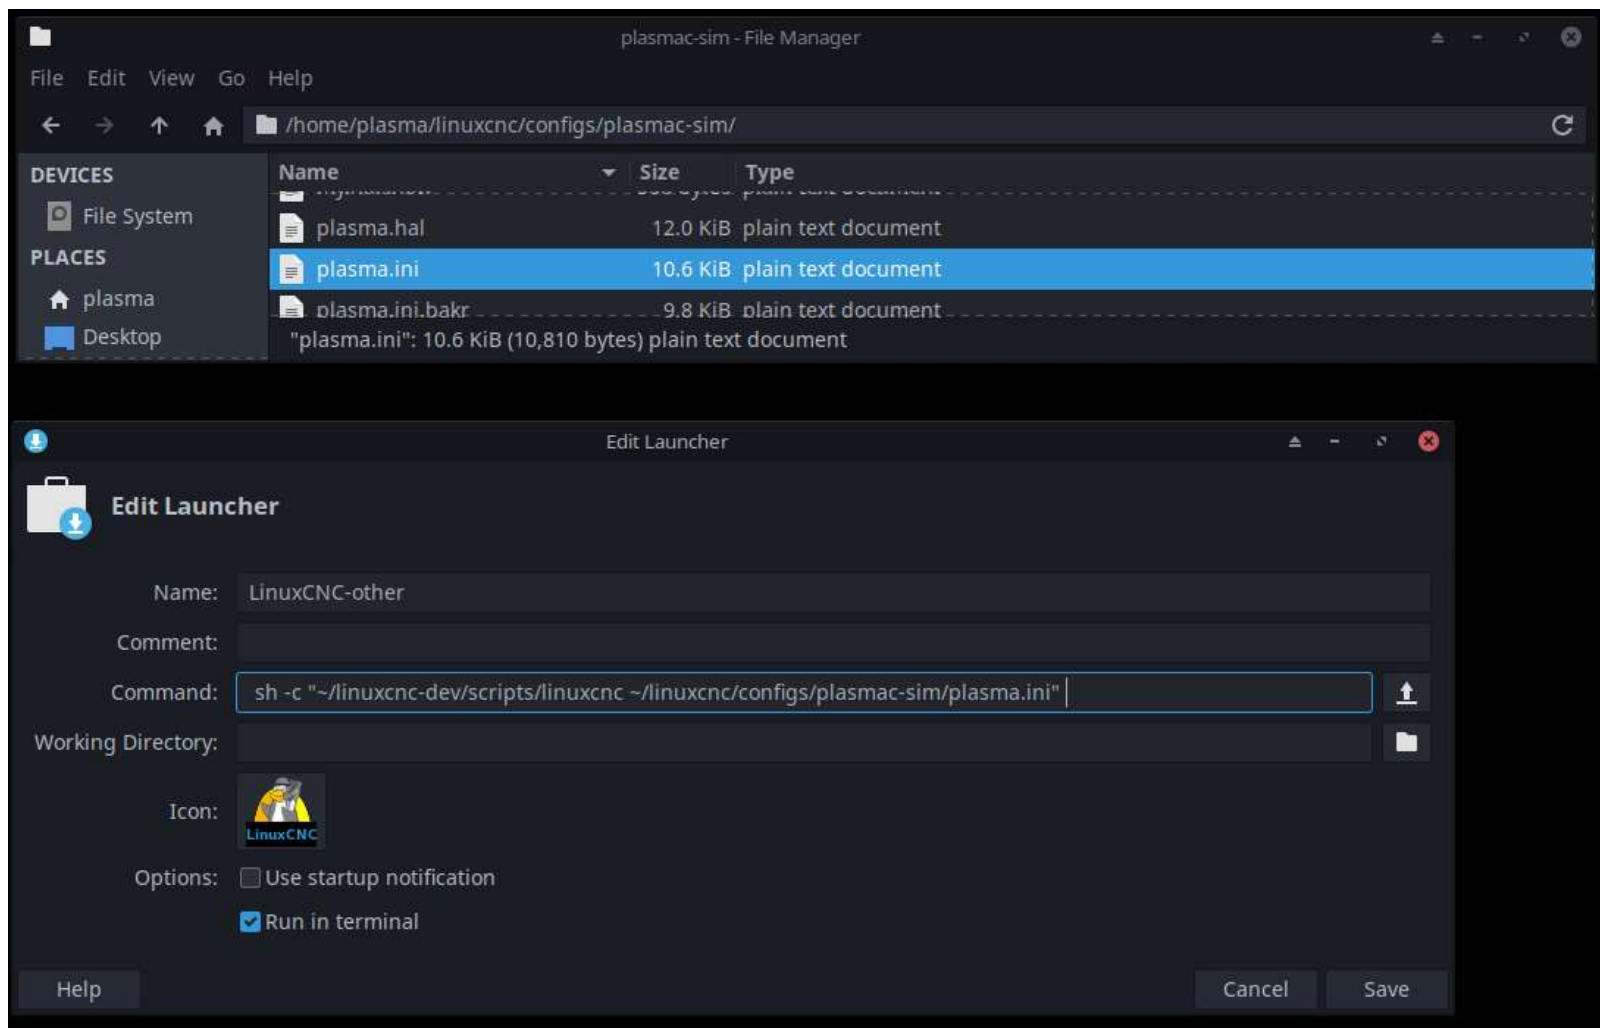 plasmac-sim - File Manager
File Edit View Go Help
/home/plasma/linuxcnc/configs/plasmac-sim/
DEVICES
Name Size Type
plain text document
File System
plasma.hal 12.0 KiB plain text document
PLACES
plasma.ini 10.6 KiB plain text document
plasma
plasma.ini.bakr 9.8 KiB plain text document
Desktop
"plasma.ini": 10.6 KiB (10,810 bytes) plain text document
Edit Launcher
Edit Launcher
Name: LinuxCNC-other
Comment:
Command: sh -c "~/linuxcnc-dev/scripts/linuxcnc ~/linuxcnc/configs/plasmac-sim/plasma.ini"
Working Directory:
Icon:
LinuxCNC
Options: Use startup notification
Run in terminal
Help Cancel Save